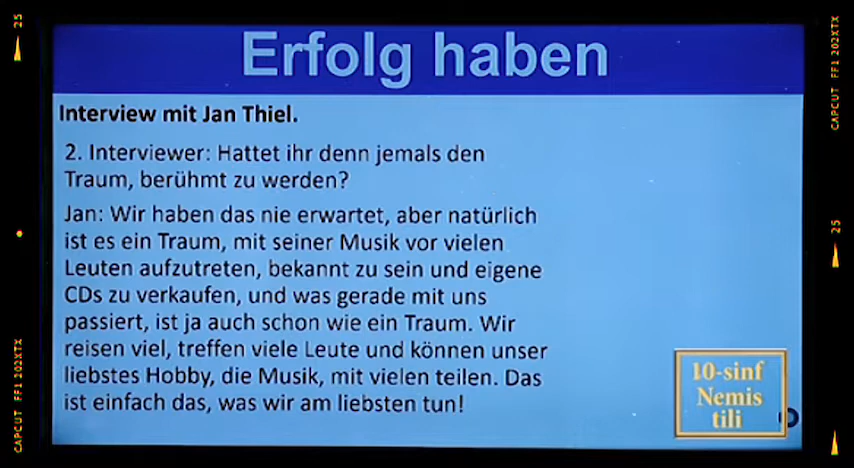 Erfolg haben
Interview mit Jan Thiel.
2. Interviewer: Hattet ihr denn jemals den
Traum, berühmt zu werden?
Jan: Wir haben das nie erwartet, aber natürlich
ist es ein Traum, mit seiner Musik vor vielen
Leuten aufzutreten, bekannt zu sein und eigene
CDs zu verkaufen, und was gerade mit uns
passiert, ist ja auch schon wie ein Traum. Wir
reisen viel, treffen viele Leute und können unser
liebstes Hobby, die Musik, mit vielen teilen. Das
ist einfach das, was wir am liebsten tun!
10-sinf
Nemis
tili
25
CAPCUT FF1 202XTX
CAPCUT FF1 202XTX
25